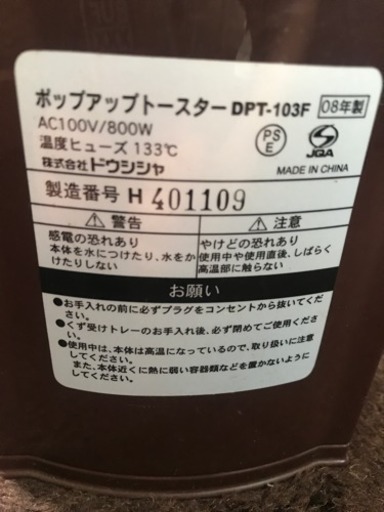 ポップアップトースター DPT-103F 08年製
AC100V/800W
温度ヒューズ 133℃
株式会社ドウシシャ
PS
E
JQA
MADE IN CHINA
製造番号 H 401109
⚠ 警告
感電の恐れあり
本体を水につけたり、水をか
けたりしない
⚠ 注意
やけどの恐れあり
使用中や使用直後、しばらく
高温部に触らない
お願い
●お手入れの前に必ずプラグをコンセントから抜いてくだ
さい。
●くず受けトレーのお手入れ後、必ず閉めてご使用くださ
い。
●使用中は、本体は高温になっているので、取り扱いに注意
してください。
また、本体近くに熱に弱い容器類などを置かないように
してください。